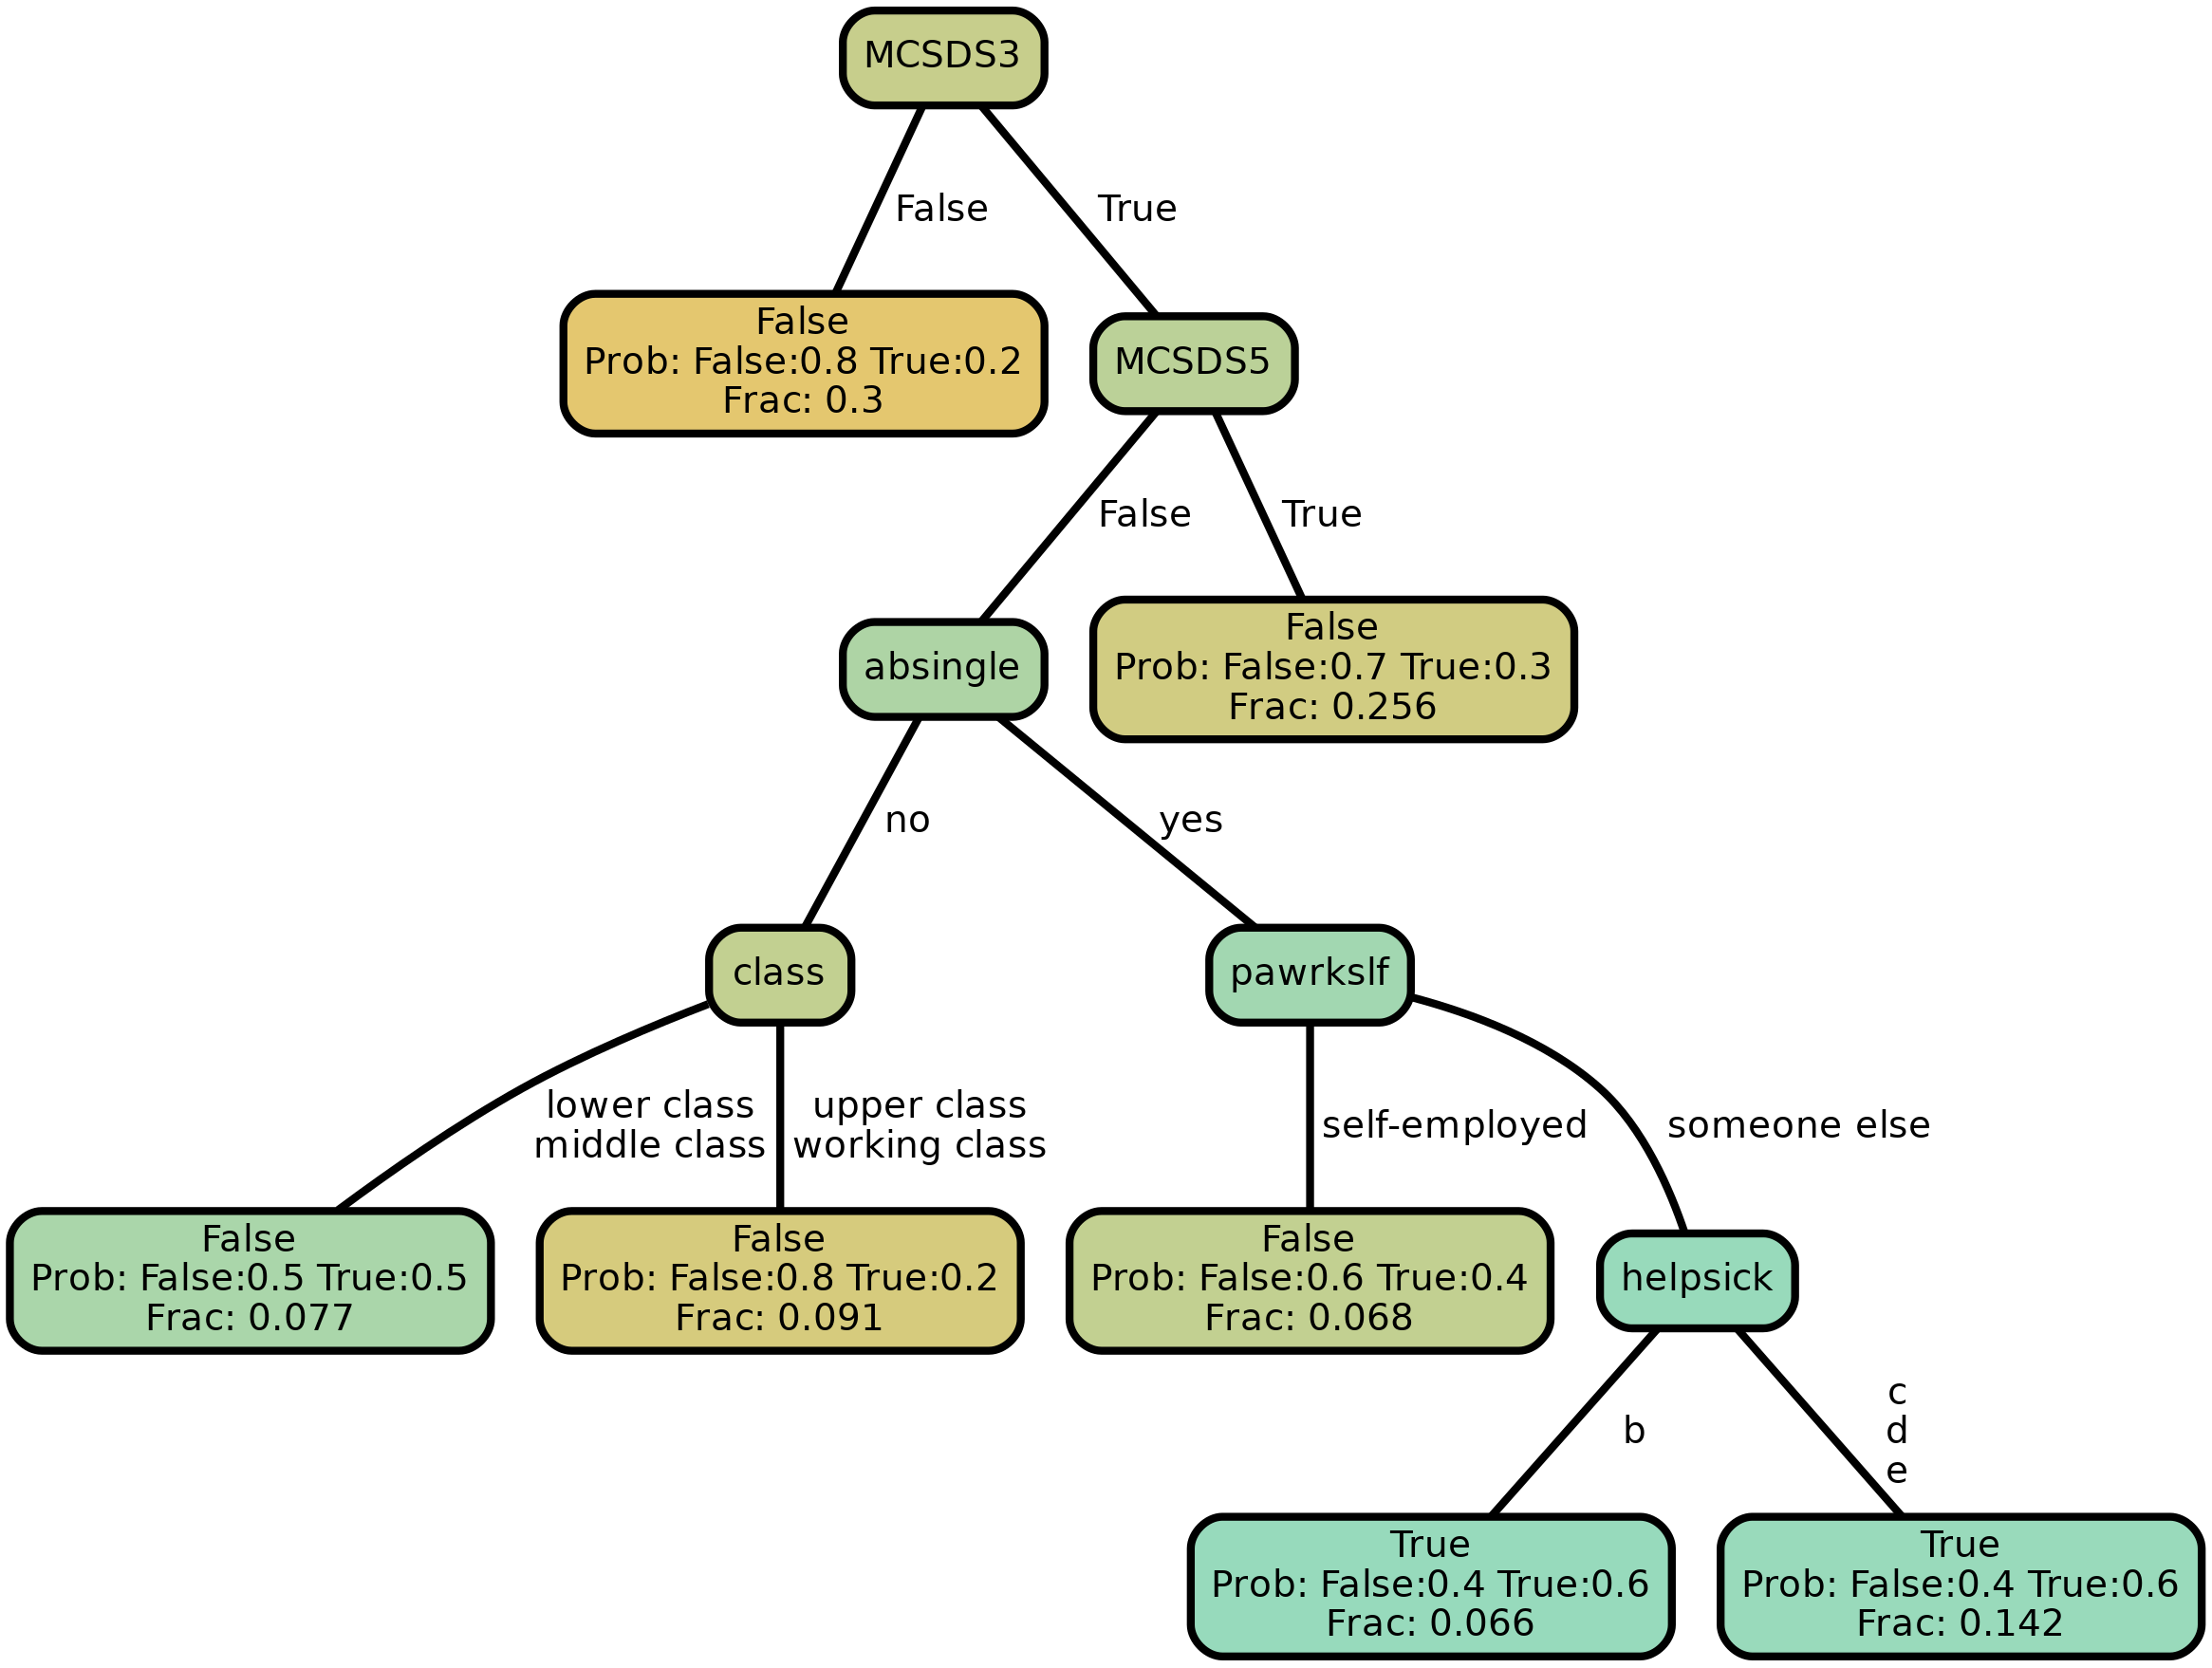 MCSDS3
False
True
False
Prob: False:0.8 True:0.2
Frac: 0.3
MCSDS5
False
True
absingle
False
Prob: False:0.7 True:0.3
Frac: 0.256
no
yes
class
pawrkslf
lower class
middle class
upper class
working class
self-employed
someone else
False
Prob: False:0.5 True:0.5
Frac: 0.077
False
Prob: False:0.8 True:0.2
Frac: 0.091
False
Prob: False:0.6 True:0.4
Frac: 0.068
helpsick
b
c
d
e
True
Prob: False:0.4 True:0.6
Frac: 0.066
True
Prob: False:0.4 True:0.6
Frac: 0.142